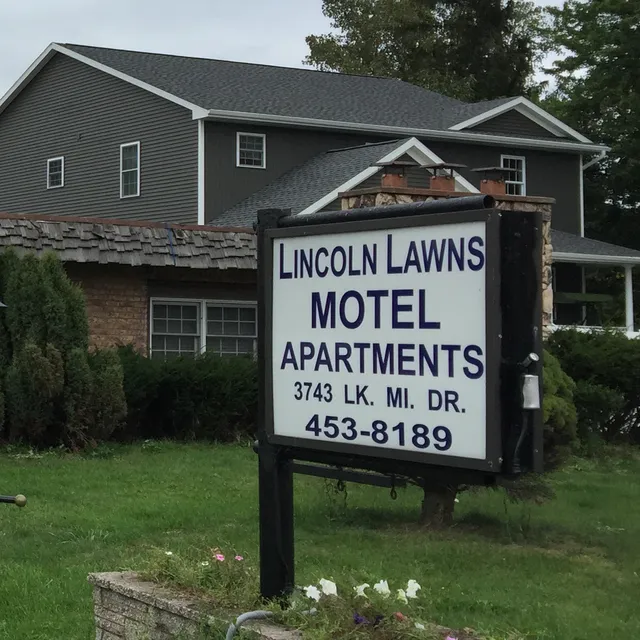 LINCOLN LAWNS
MOTEL
APARTMENTS
3743 LK. MI. DR.
453-8189